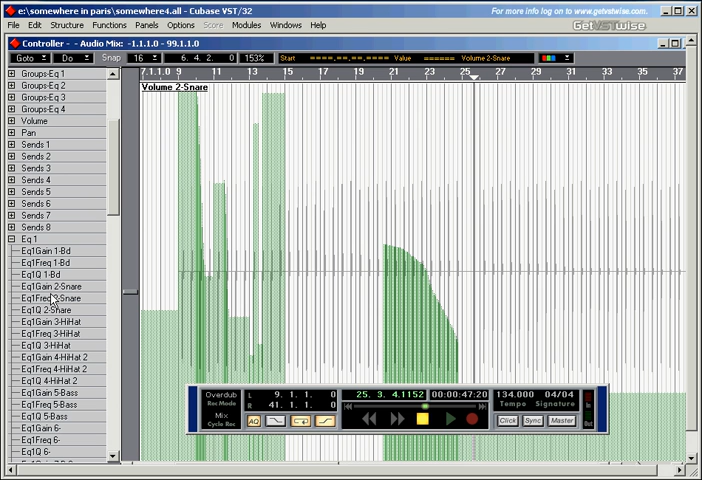 e:\somewhere in paris\somewhere4.all - Cubase VST/32
For more info log on to www.getvstwise.com
File Edit Structure Functions Panels Options Score Modules Windows Help
GetVSTwise
Controller - - Audio Mix: -1.1.1.0 - 99.1.1.0
Goto Do Snap 16 6. 4. 2. 0 153% Start ====.==.==.==== Value ====== Volume 2-Snare
7.1.1.0 9 11 13 15 17 19 21 23 25 27 29 31 33 35 37
Volume 2-Snare
Groups-Eq 1
Groups-Eq 2
Groups-Eq 3
Groups-Eq 4
Volume
Pan
Sends 1
Sends 2
Sends 3
Sends 4
Sends 5
Sends 6
Sends 7
Sends 8
Eq 1
Eq1Gain 1-Bd
Eq1Freq 1-Bd
Eq1Q 1-Bd
Eq1Gain 2-Snare
Eq1Freq 2-Snare
Eq1Q 2-Snare
Eq1Gain 3-HiHat
Eq1Freq 3-HiHat
Eq1Q 3-HiHat
Eq1Gain 4-HiHat 2
Eq1Freq 4-HiHat 2
Eq1Q 4-HiHat 2
Eq1Gain 5-Bass
Eq1Freq 5-Bass
Eq1Q 5-Bass
Eq1Gain 6-
Eq1Freq 6-
Eq1Q 6-
Overdub L 9. 1. 1. 0 25. 3. 4.1152 00:00:47:20 134.000 04/04 In
Rec Mode R 41. 1. 1. 0 Tempo Signature
Mix
Cycle Rec AQ Click Sync Master Out